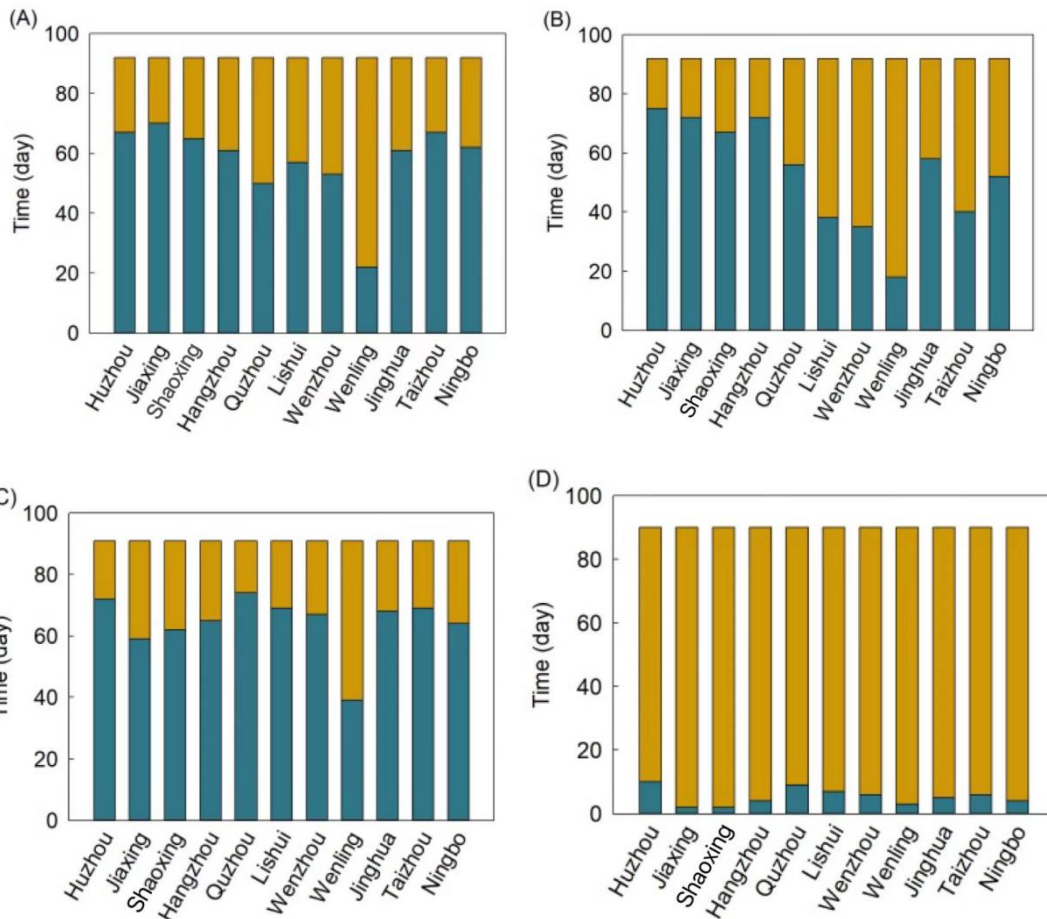 (A)
100
80
60
40
20
0
Time (day)
Huzhou
Jiaxing
Shaoxing
Hangzhou
Quzhou
Lishui
Wenzhou
Wenling
Jinghua
Taizhou
Ningbo
(B)
100
80
60
40
20
0
Time (day)
Huzhou
Jiaxing
Shaoxing
Hangzhou
Quzhou
Lishui
Wenzhou
Wenling
Jinghua
Taizhou
Ningbo
C)
100
80
60
40
20
0
Time (day)
Huzhou
Jiaxing
Shaoxing
Hangzhou
Quzhou
Lishui
Wenzhou
Wenling
Jinghua
Taizhou
Ningbo
(D)
100
80
60
40
20
0
Time (day)
Huzhou
Jiaxing
Shaoxing
Hangzhou
Quzhou
Lishui
Wenzhou
Wenling
Jinghua
Taizhou
Ningbo